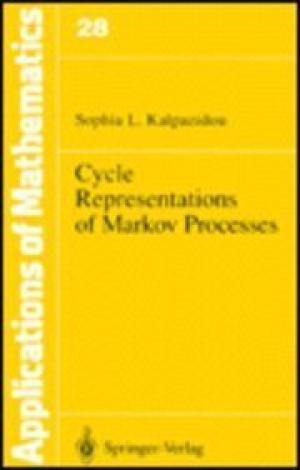 Applications of Mathematics
28
Sophia L. Kalpazidou
Cycle
Representations
of Markov Processes
Springer-Verlag